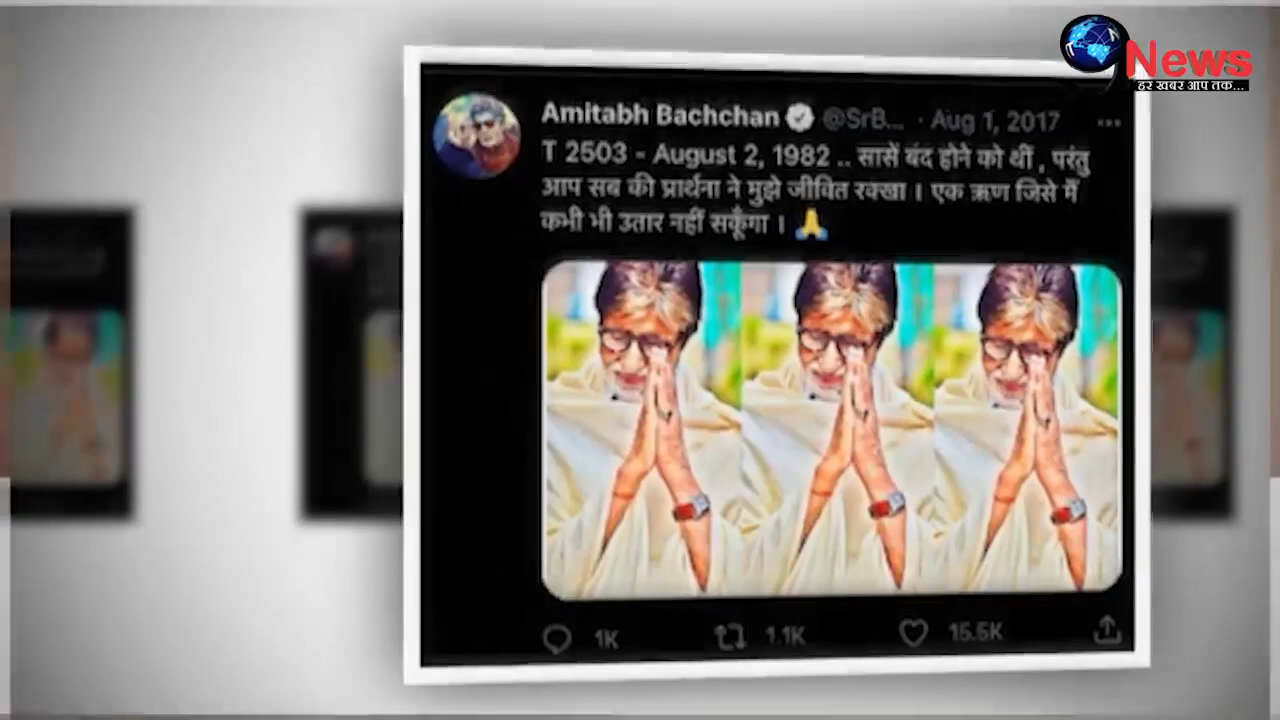 9 News
हर खबर आप तक...
Amitabh Bachchan @SrB... · Aug 1, 2017 ...
T 2503 - August 2, 1982 .. सासें बंद होने को थीं , परंतु
आप सब की प्रार्थना ने मुझे जीवित रक्खा । एक ऋण जिसे मैं
कभी भी उतार नहीं सकूँगा । 🙏
1K 1.1K 15.5K